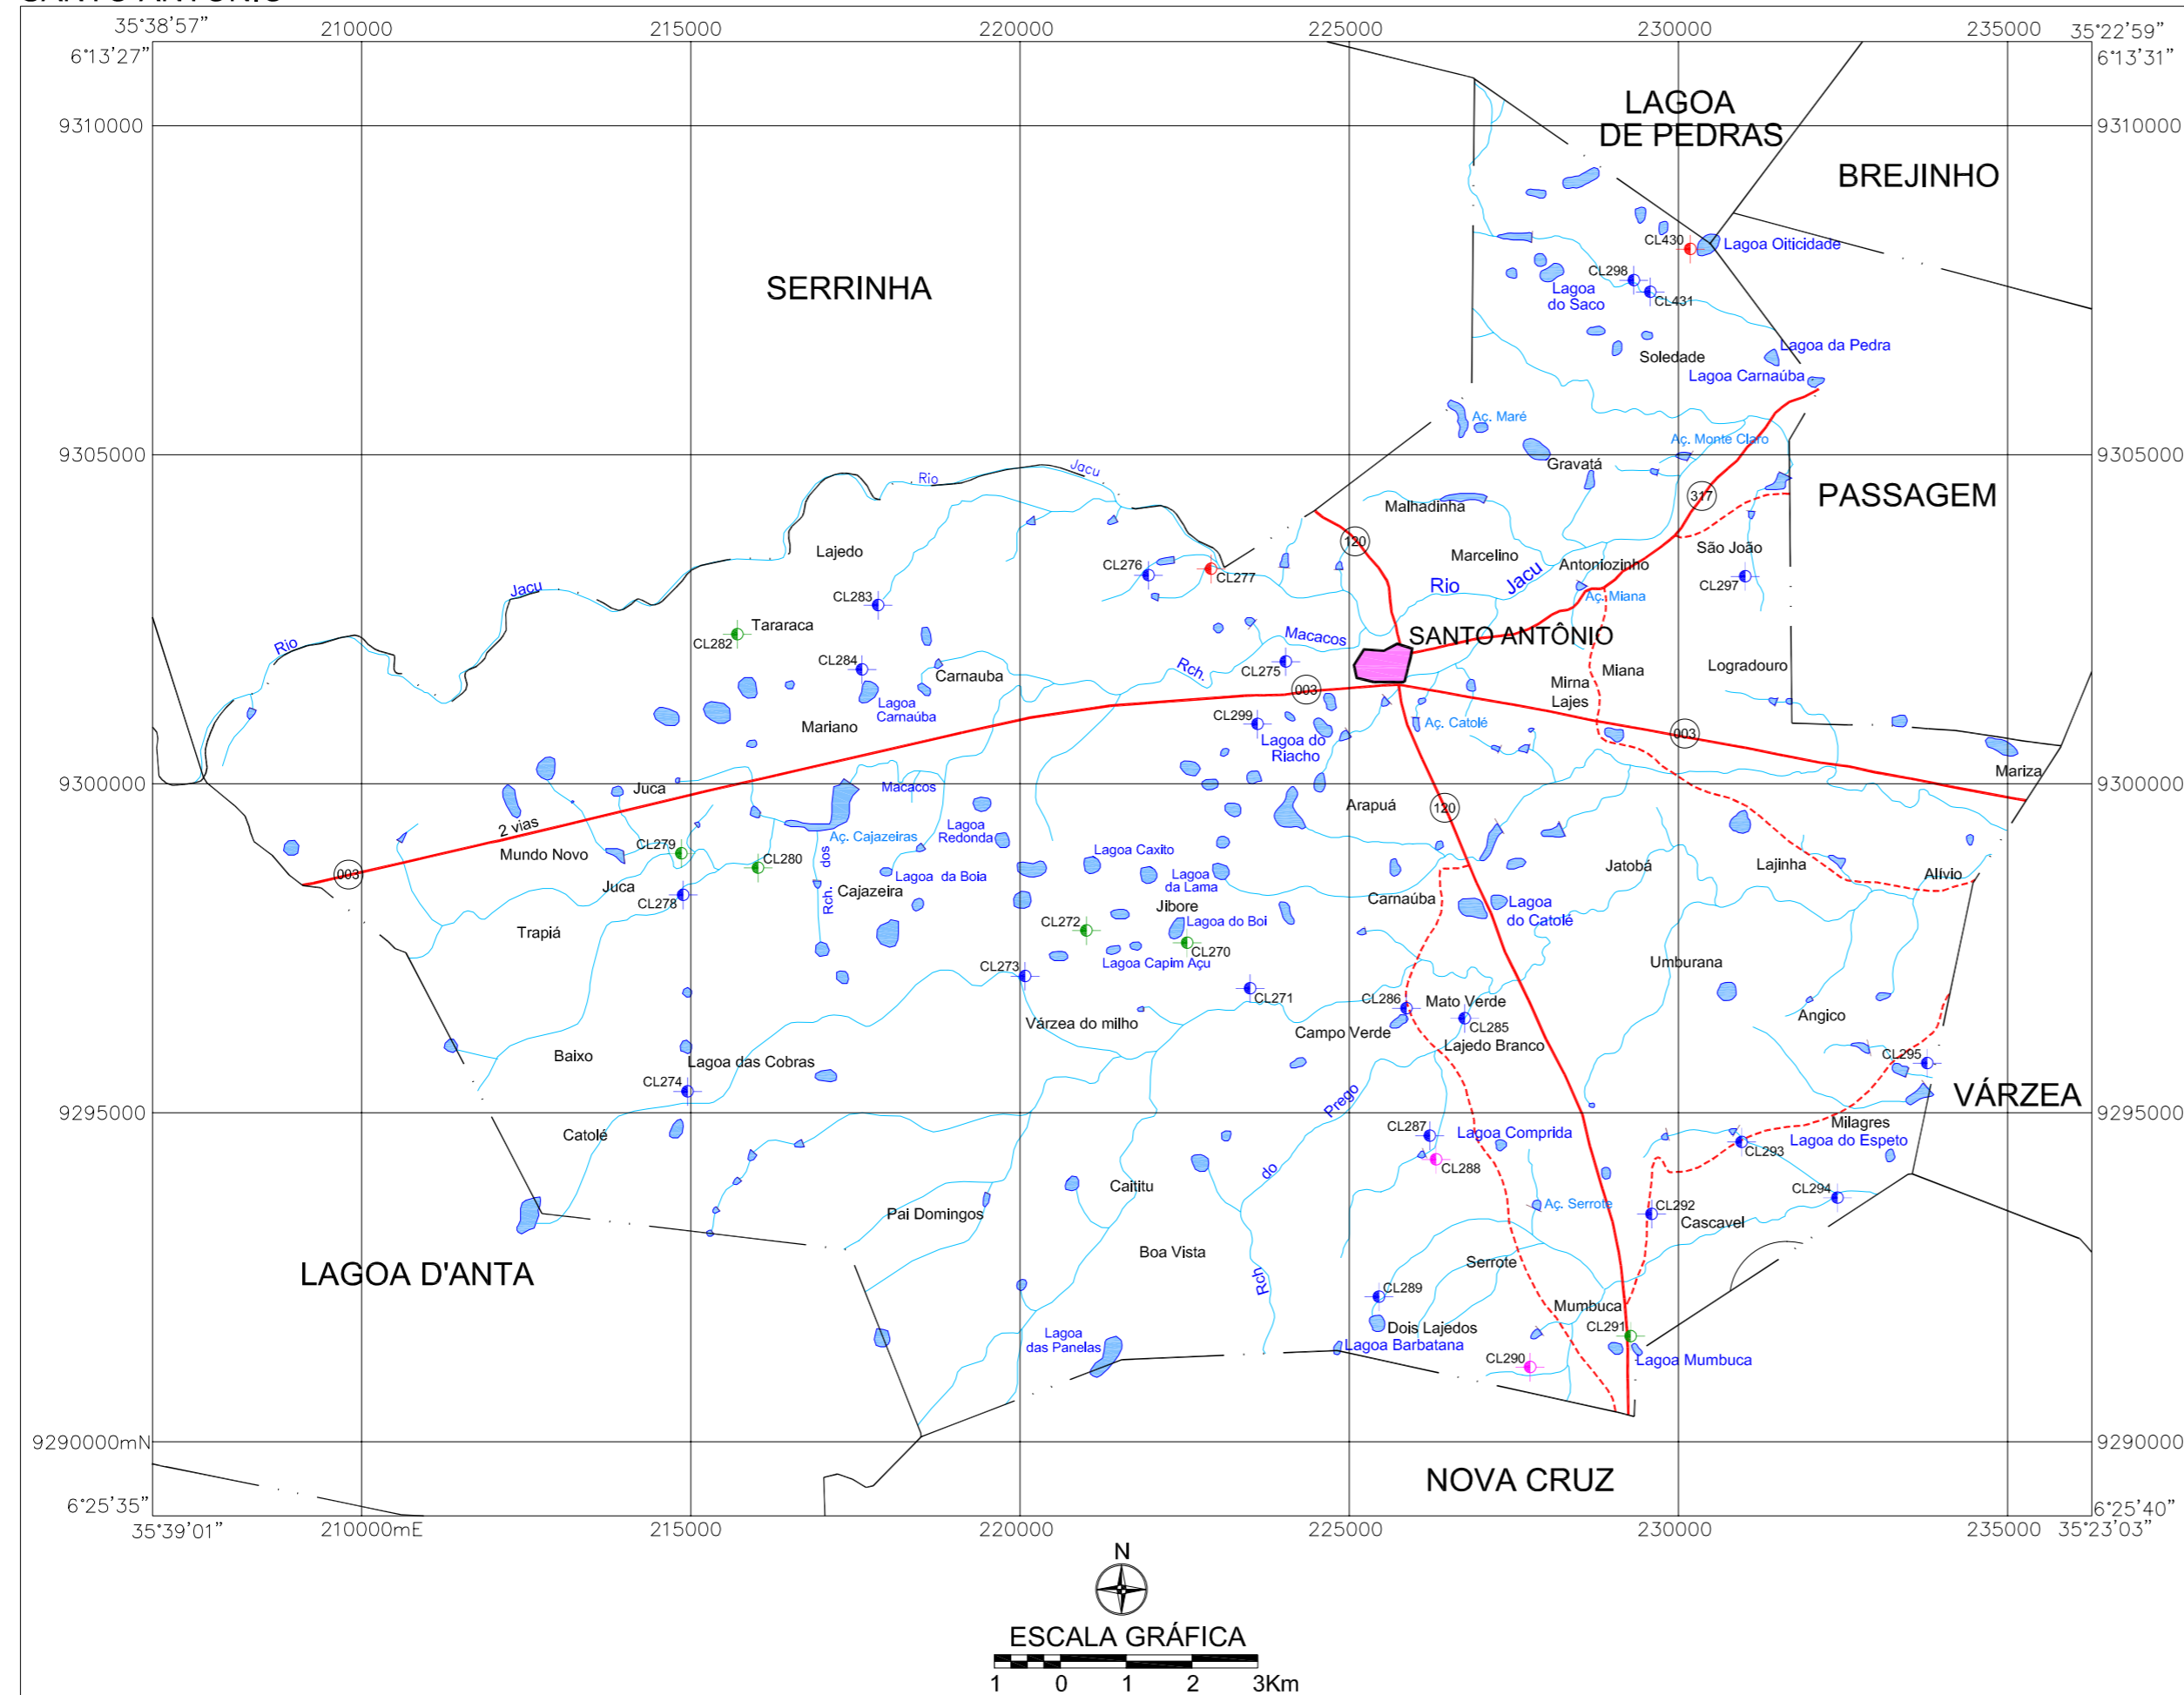 SANTO ANTÔNIO
35°38'57"
210000
215000
220000
225000
230000
235000
35°22'59"
6°13'27"
6°13'31"
LAGOA
DE PEDRAS
9310000
9310000
BREJINHO
SERRINHA
CL430
Lagoa Oiticidade
CL298
Lagoa
do Saco
CL431
Soledade
Lagoa da Pedra
Lagoa Carnaúba
Aç. Maré
Aç. Monte Claro
9305000
9305000
Gravatá
Rio
Jacu
Malhadinha
317
PASSAGEM
Lajedo
120
Marcelino
São João
Antoniozinho
CL276
CL277
Rio
Jacu
CL297
Jacu
CL283
Aç. Miana
Tararaca
CL282
Rio
Macacos
SANTO ANTÔNIO
CL284
Rch.
CL275
Carnauba
Miana
Logradouro
Mirna
Lajes
003
Lagoa
Carnaúba
Mariano
CL299
Aç. Catolé
003
Lagoa do
Riacho
Mariza
9300000
9300000
Juca
Macacos
Arapuá
120
2 vias
Aç. Cajazeiras
Lagoa
Redonda
Mundo Novo
CL279
CL280
dos
Lagoa Caxito
Jatobá
Lajinha
003
Juca
Rch.
Cajazeira
Lagoa da Boia
Lagoa
da Lama
Alívio
CL278
Carnaúba
Jibore
Lagoa
do Catolé
Trapiá
CL272
Lagoa do Boi
CL270
Lagoa Capim Açu
CL273
Umburana
CL271
CL286
Mato Verde
Várzea do milho
Campo Verde
CL285
Lajedo Branco
Angico
Baixo
Lagoa das Cobras
CL295
CL274
Prego
VÁRZEA
9295000
9295000
Catolé
CL287
Lagoa Comprida
Milagres
Lagoa do Espeto
CL293
do
CL288
Caititu
CL294
Pai Domingos
Aç. Serrote
CL292
Cascavel
Boa Vista
LAGOA D'ANTA
Rch
Serrote
CL289
Mumbuca
Lagoa
das Panelas
Dois Lajedos
CL291
Lagoa Barbatana
CL290
Lagoa Mumbuca
9290000mN
9290000
NOVA CRUZ
6°25'35"
6°25'40"
35°39'01"
210000mE
215000
220000
225000
230000
235000
35°23'03"
N
ESCALA GRÁFICA
1 0 1 2 3Km